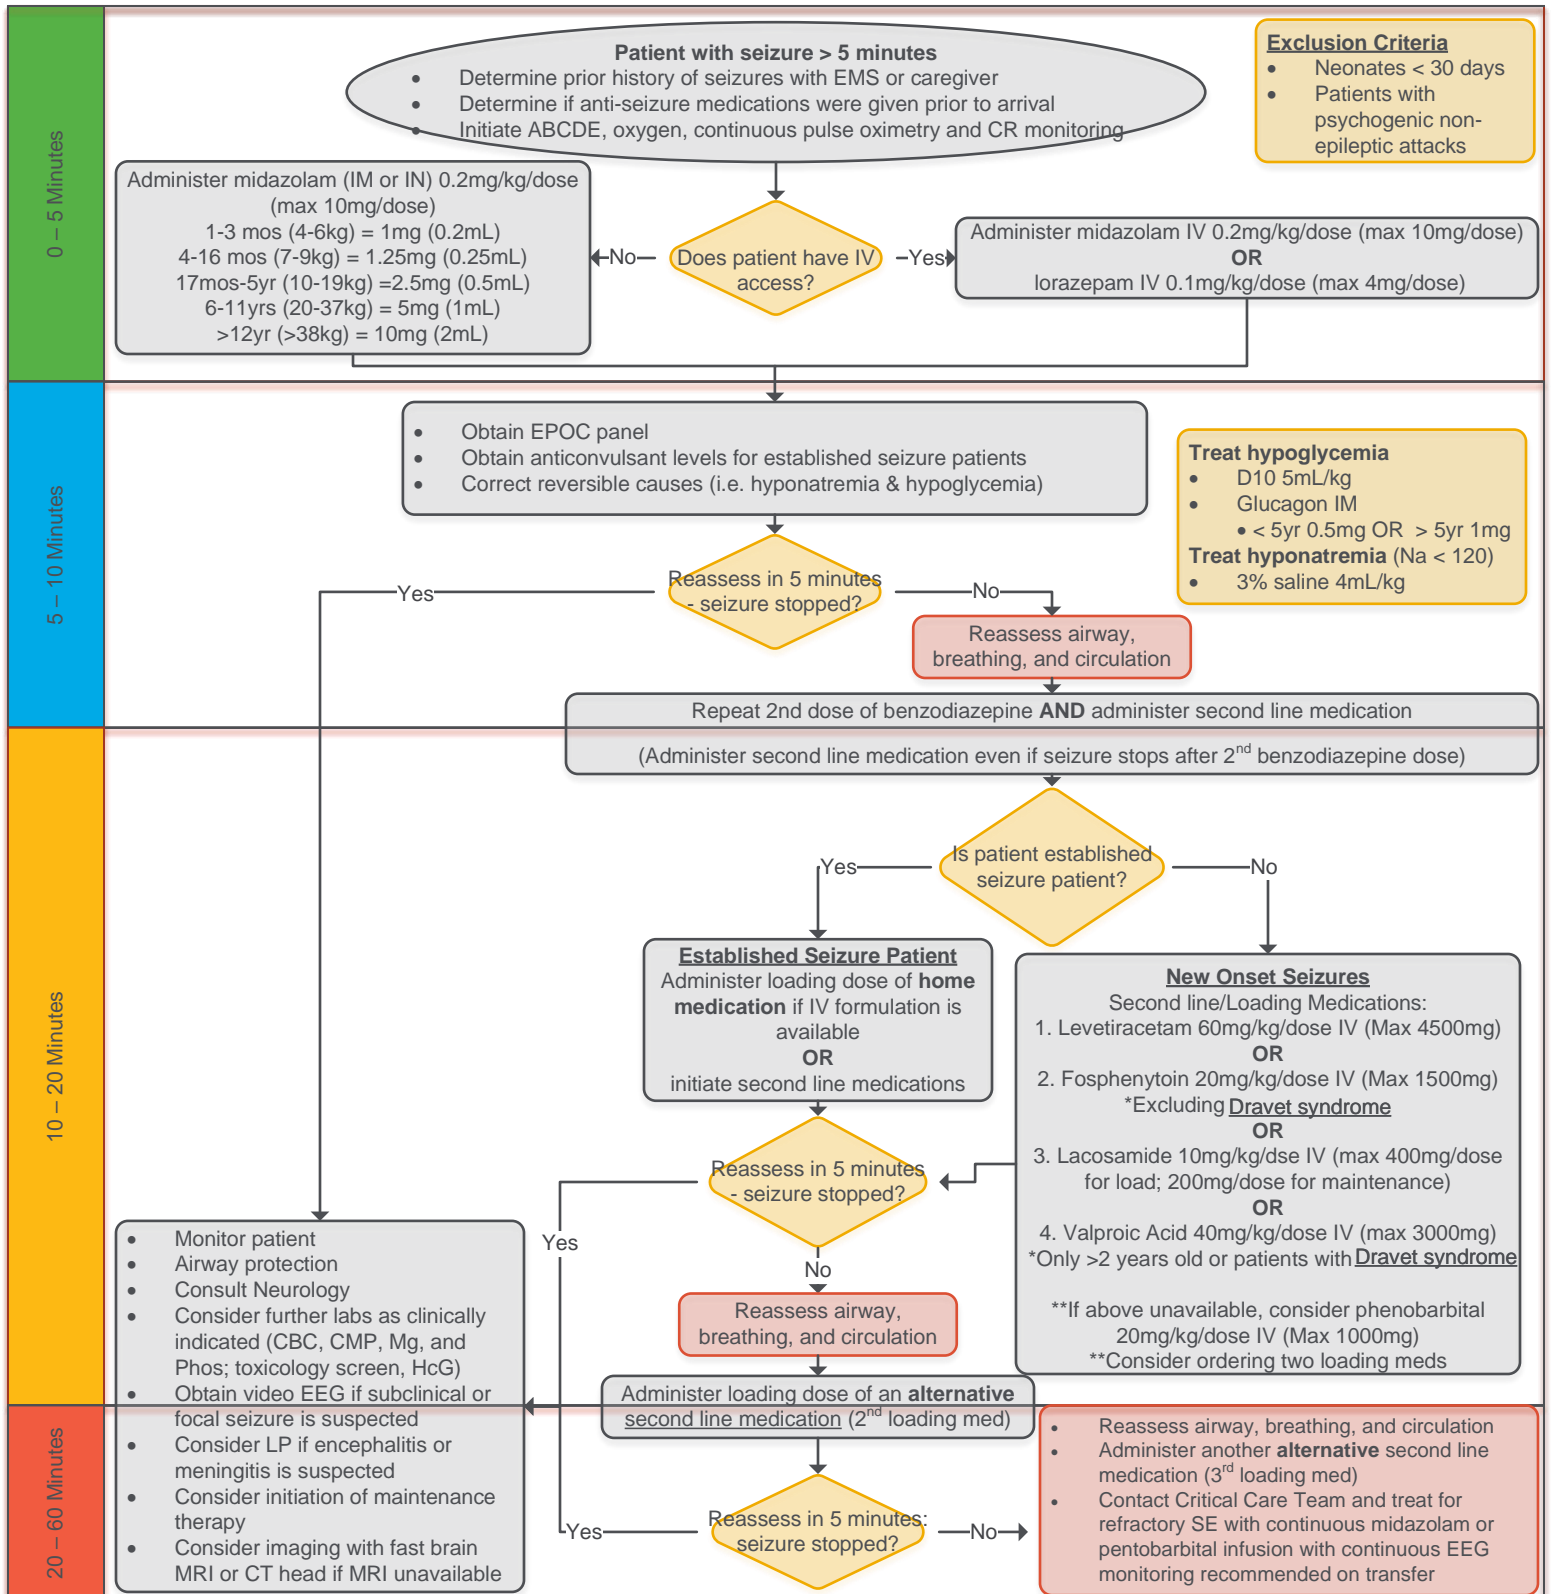 Patient with seizure > 5 minutes
• Determine prior history of seizures with EMS or caregiver
• Determine if anti-seizure medications were given prior to arrival
• Initiate ABCDE, oxygen, continuous pulse oximetry and CR monitoring
Exclusion Criteria
• Neonates < 30 days
• Patients with
psychogenic non-
epileptic attacks
0 – 5 Minutes
Administer midazolam (IM or IN) 0.2mg/kg/dose
(max 10mg/dose)
1-3 mos (4-6kg) = 1mg (0.2mL)
4-16 mos (7-9kg) = 1.25mg (0.25mL)
17mos-5yr (10-19kg) =2.5mg (0.5mL)
6-11yrs (20-37kg) = 5mg (1mL)
>12yr (>38kg) = 10mg (2mL)
No
Does patient have IV
access?
Yes
Administer midazolam IV 0.2mg/kg/dose (max 10mg/dose)
OR
lorazepam IV 0.1mg/kg/dose (max 4mg/dose)
5 – 10 Minutes
• Obtain EPOC panel
• Obtain anticonvulsant levels for established seizure patients
• Correct reversible causes (i.e. hyponatremia & hypoglycemia)
Treat hypoglycemia
• D10 5mL/kg
• Glucagon IM
• < 5yr 0.5mg OR > 5yr 1mg
Treat hyponatremia (Na < 120)
• 3% saline 4mL/kg
Yes
Reassess in 5 minutes
- seizure stopped?
No
Reassess airway,
breathing, and circulation
Repeat 2nd dose of benzodiazepine AND administer second line medication
(Administer second line medication even if seizure stops after 2nd benzodiazepine dose)
10 – 20 Minutes
Yes
Is patient established
seizure patient?
No
Established Seizure Patient
Administer loading dose of home
medication if IV formulation is
available
OR
initiate second line medications
New Onset Seizures
Second line/Loading Medications:
1. Levetiracetam 60mg/kg/dose IV (Max 4500mg)
OR
2. Fosphenytoin 20mg/kg/dose IV (Max 1500mg)
*Excluding Dravet syndrome
OR
3. Lacosamide 10mg/kg/dse IV (max 400mg/dose
for load; 200mg/dose for maintenance)
OR
4. Valproic Acid 40mg/kg/dose IV (max 3000mg)
*Only >2 years old or patients with Dravet syndrome
**If above unavailable, consider phenobarbital
20mg/kg/dose IV (Max 1000mg)
**Consider ordering two loading meds
Reassess in 5 minutes
- seizure stopped?
Yes
No
Reassess airway,
breathing, and circulation
Administer loading dose of an alternative
second line medication (2nd loading med)
• Monitor patient
• Airway protection
• Consult Neurology
• Consider further labs as clinically
indicated (CBC, CMP, Mg, and
Phos; toxicology screen, HcG)
• Obtain video EEG if subclinical or
focal seizure is suspected
• Consider LP if encephalitis or
meningitis is suspected
• Consider initiation of maintenance
therapy
• Consider imaging with fast brain
MRI or CT head if MRI unavailable
20 – 60 Minutes
Yes
Reassess in 5 minutes:
seizure stopped?
No
• Reassess airway, breathing, and circulation
• Administer another alternative second line
medication (3rd loading med)
• Contact Critical Care Team and treat for
refractory SE with continuous midazolam or
pentobarbital infusion with continuous EEG
monitoring recommended on transfer